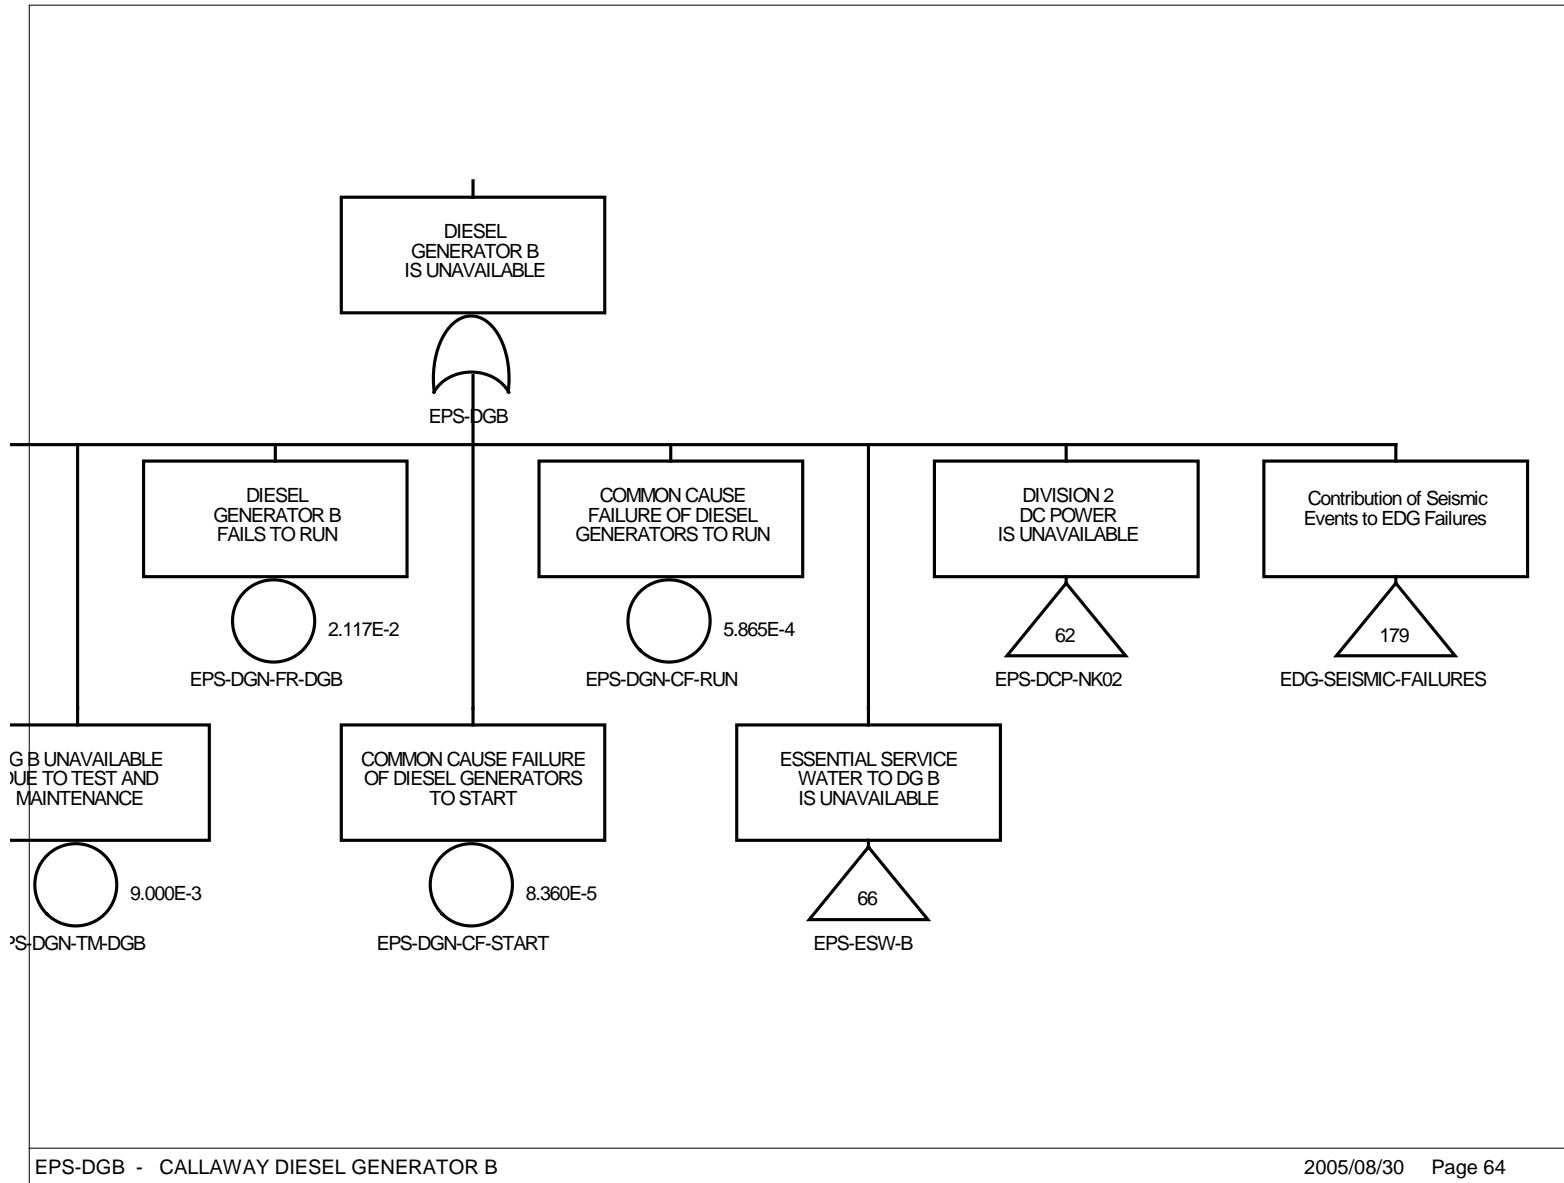 DIESEL
GENERATOR B
IS UNAVAILABLE
EPS-DGB
DIESEL
GENERATOR B
FAILS TO RUN
2.117E-2
EPS-DGN-FR-DGB
COMMON CAUSE
FAILURE OF DIESEL
GENERATORS TO RUN
5.865E-4
EPS-DGN-CF-RUN
DIVISION 2
DC POWER
IS UNAVAILABLE
62
EPS-DCP-NK02
Contribution of Seismic
Events to EDG Failures
179
EDG-SEISMIC-FAILURES
G B UNAVAILABLE
UE TO TEST AND
MAINTENANCE
9.000E-3
PS-DGN-TM-DGB
COMMON CAUSE FAILURE
OF DIESEL GENERATORS
TO START
8.360E-5
EPS-DGN-CF-START
ESSENTIAL SERVICE
WATER TO DG B
IS UNAVAILABLE
66
EPS-ESW-B
EPS-DGB - CALLAWAY DIESEL GENERATOR B
2005/08/30 Page 64